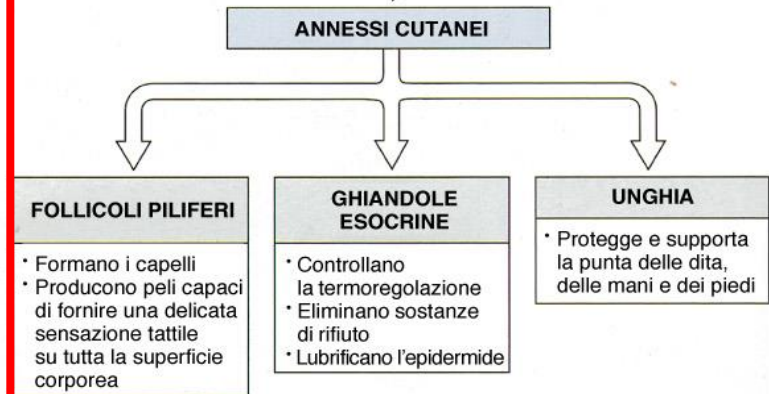 ANNESSI CUTANEI
FOLLICOLI PILIFERI
• Formano i capelli
• Producono peli capaci
di fornire una delicata
sensazione tattile
su tutta la superficie
corporea
GHIANDOLE
ESOCRINE
• Controllano
la termoregolazione
• Eliminano sostanze
di rifiuto
• Lubrificano l'epidermide
UNGHIA
• Protegge e supporta
la punta delle dita,
delle mani e dei piedi